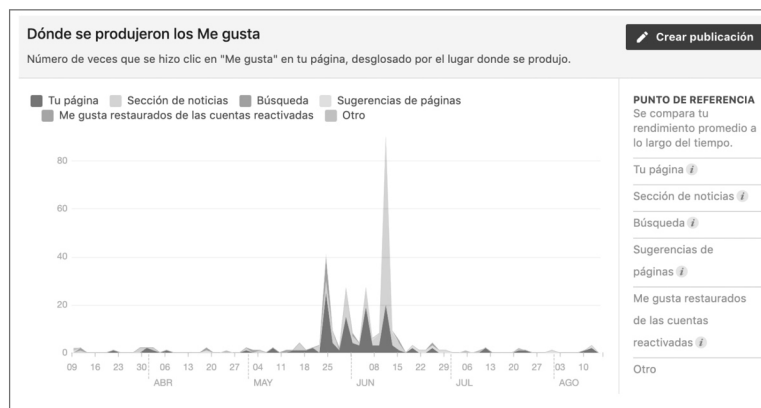 Dónde se produjeron los Me gusta
Crear publicación
Número de veces que se hizo clic en "Me gusta" en tu página, desglosado por el lugar donde se produjo.
Tu página Sección de noticias Búsqueda Sugerencias de páginas
Me gusta restaurados de las cuentas reactivadas Otro
80
60
40
20
0
09 16 23 30 06 13 20 27 04 11 18 25 08 15 22 29 06 13 20 27 03 10
ABR MAY JUN JUL AGO
PUNTO DE REFERENCIA
Se compara tu
rendimiento promedio a
lo largo del tiempo.
Tu página i
Sección de noticias i
Búsqueda i
Sugerencias de
páginas i
Me gusta restaurados
de las cuentas
reactivadas i
Otro